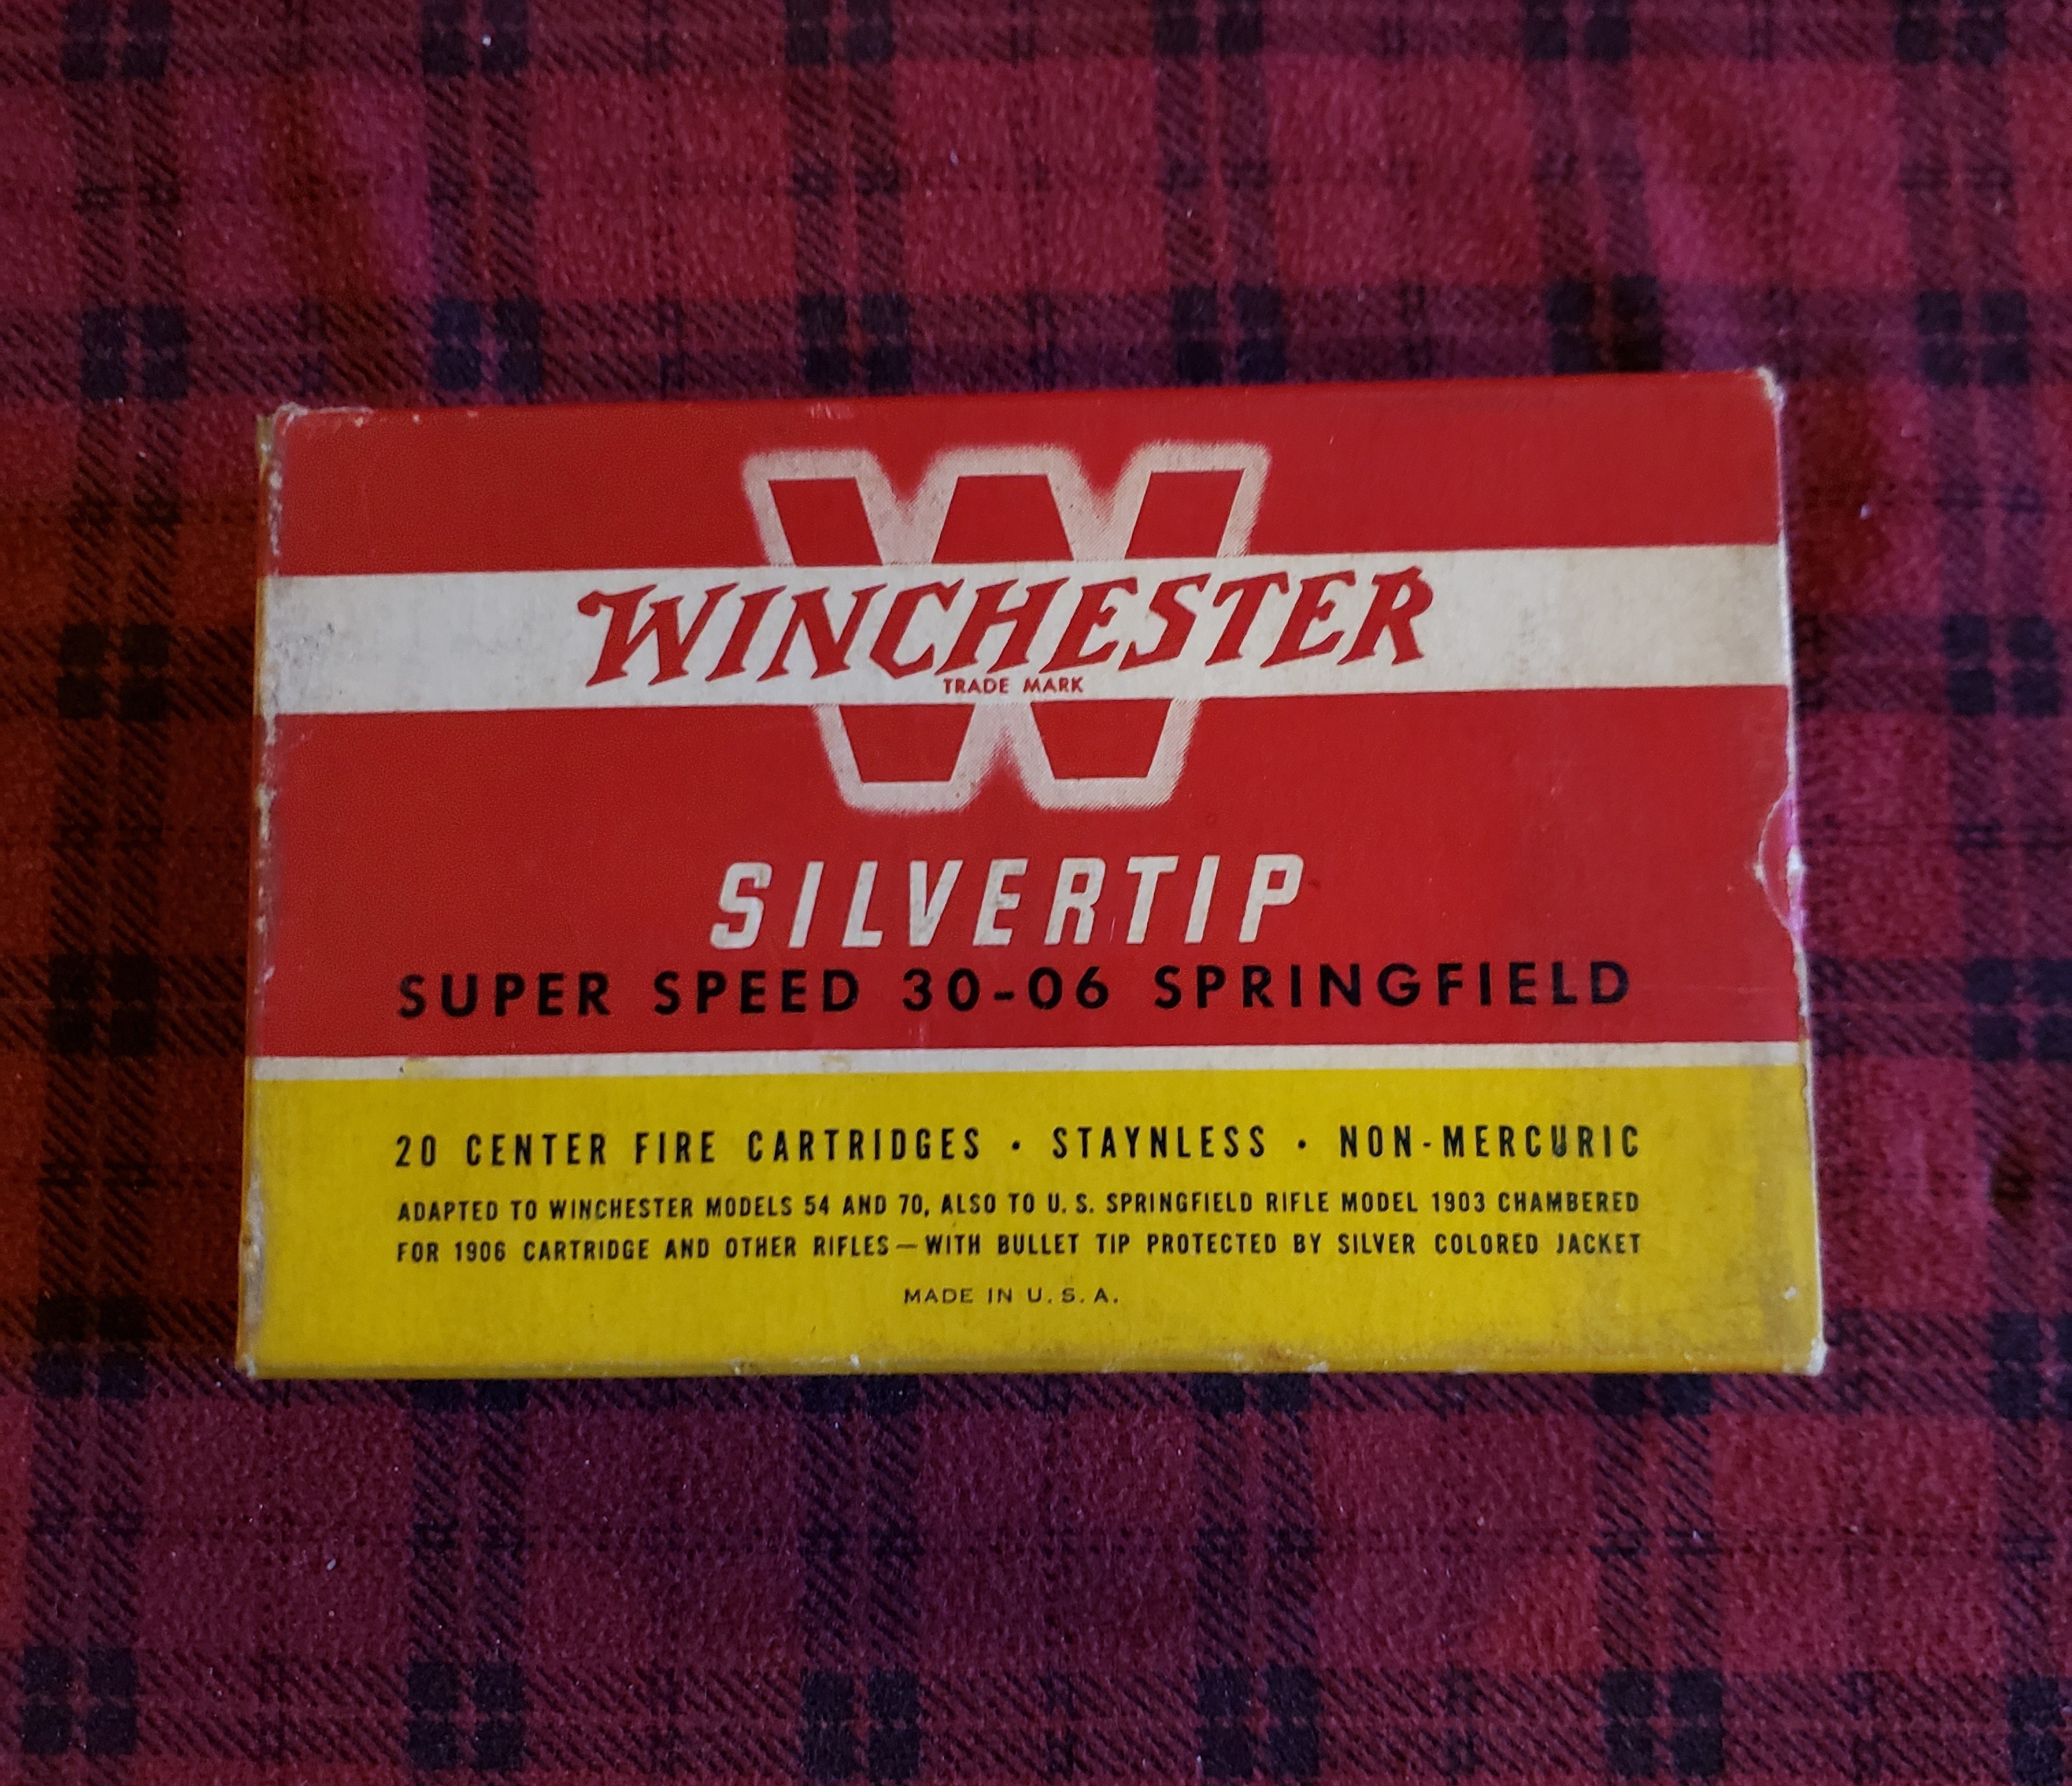 W
WINCHESTER
TRADE MARK
SILVERTIP
SUPER SPEED 30-06 SPRINGFIELD
20 CENTER FIRE CARTRIDGES • STAYNLESS • NON-MERCURIC
ADAPTED TO WINCHESTER MODELS 54 AND 70, ALSO TO U. S. SPRINGFIELD RIFLE MODEL 1903 CHAMBERED
FOR 1906 CARTRIDGE AND OTHER RIFLES—WITH BULLET TIP PROTECTED BY SILVER COLORED JACKET
MADE IN U. S. A.